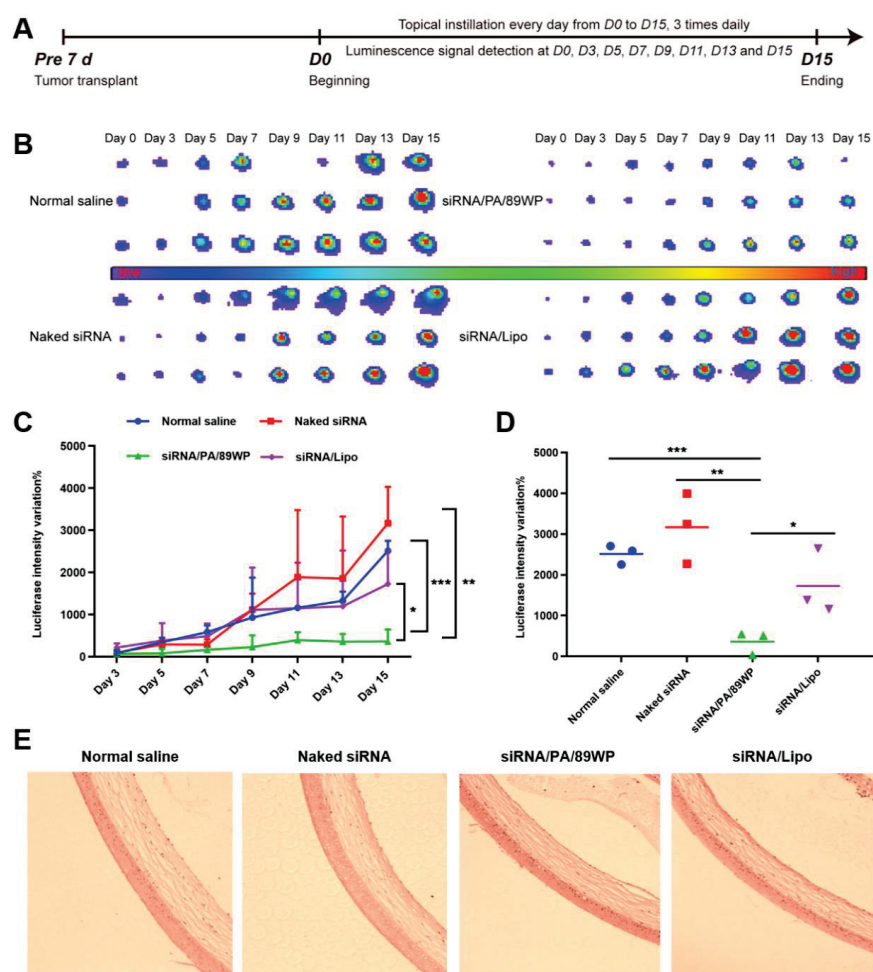 A
Topical instillation every day from D0 to D15, 3 times daily
Luminescence signal detection at D0, D3, D5, D7, D9, D11, D13 and D15
Pre 7 d
D0
D15
Tumor transplant
Beginning
Ending
B
Day 0 Day 3 Day 5 Day 7 Day 9 Day 11 Day 13 Day 15
Day 0 Day 3 Day 5 Day 7 Day 9 Day 11 Day 13 Day 15
Normal saline
siRNA/PA/89WP
low
high
Naked siRNA
siRNA/Lipo
C
Normal saline
Naked siRNA
siRNA/PA/89WP
siRNA/Lipo
Luciferase intensity variation%
5000
4000
3000
2000
1000
0
Day 3
Day 5
Day 7
Day 9
Day 11
Day 13
Day 15
*
***
**
D
Luciferase intensity variation%
5000
4000
3000
2000
1000
0
***
**
*
Normal saline
Naked siRNA
siRNA/PA/89WP
siRNA/Lipo
E
Normal saline
Naked siRNA
siRNA/PA/89WP
siRNA/Lipo